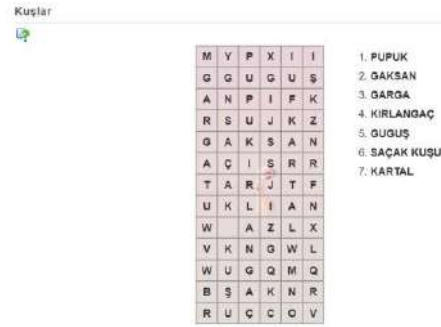 Kuşlar
M Y P X I I
G G U G U Ş
A N P I F K
R S U J K Z
G A K S A N
A Ç I S R R
T A R J T F
U K L I A N
W A Z L X
V K N G W L
W U G Q M Q
B Ş A K N R
R U Ç C O V
1. PUPUK
2. GAKSAN
3. GARGA
4. KIRLANGAÇ
5. GUGUŞ
6. SAÇAK KUŞU
7. KARTAL